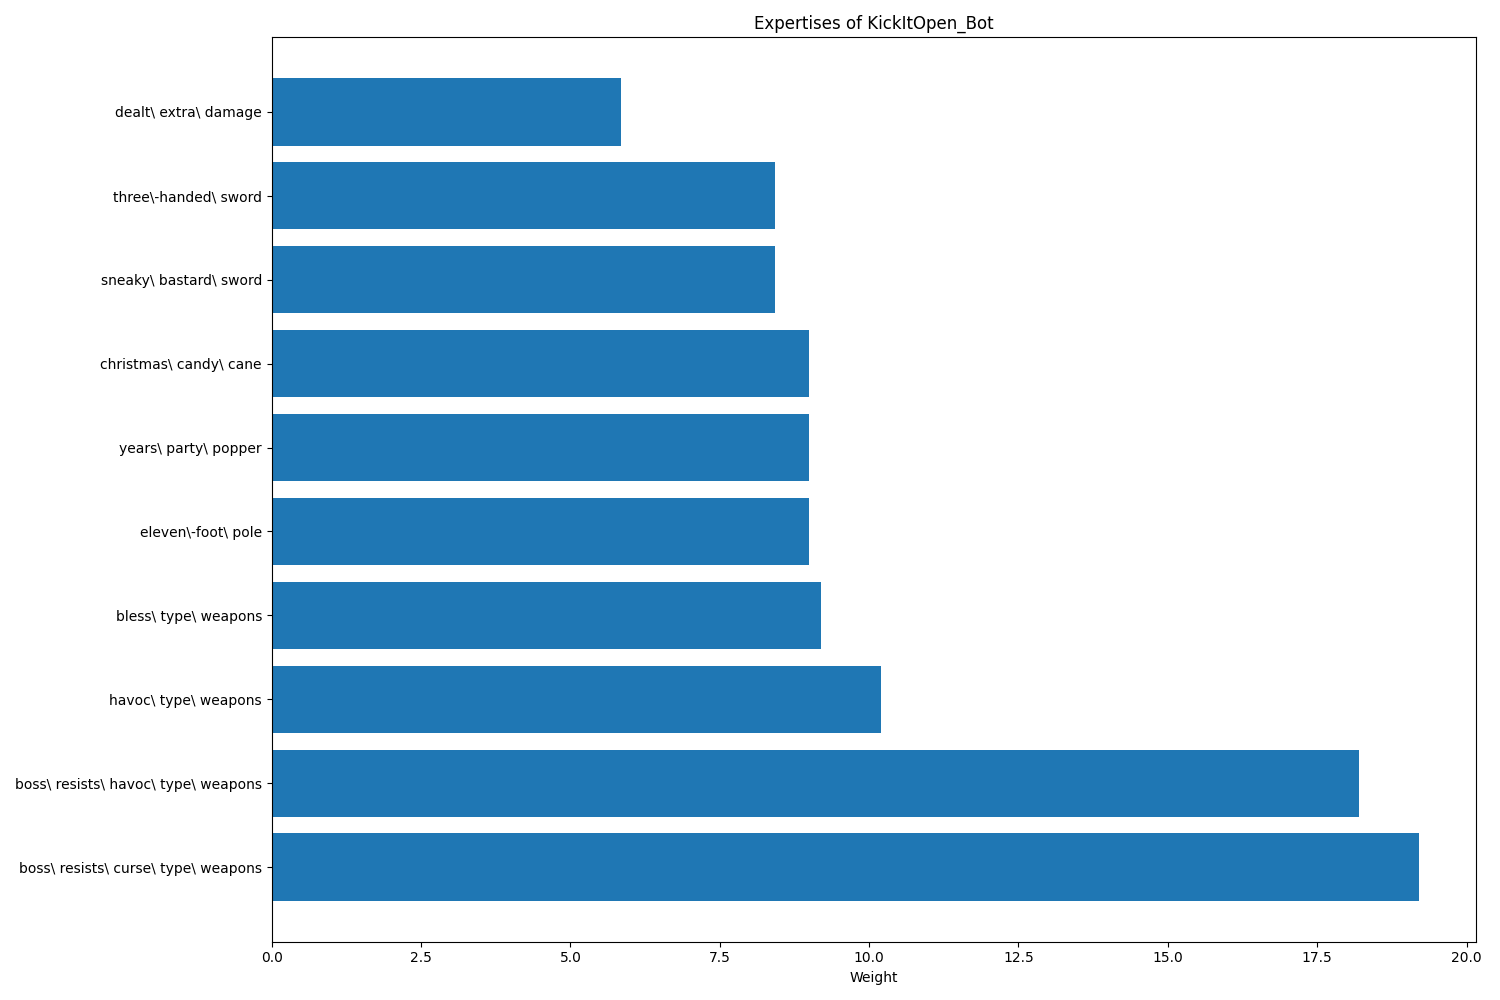 Expertises of KickItOpen_Bot
dealt\ extra\ damage
three\-handed\ sword
sneaky\ bastard\ sword
christmas\ candy\ cane
years\ party\ popper
eleven\-foot\ pole
bless\ type\ weapons
havoc\ type\ weapons
boss\ resists\ havoc\ type\ weapons
boss\ resists\ curse\ type\ weapons
0.0 2.5 5.0 7.5 10.0 12.5 15.0 17.5 20.0
Weight